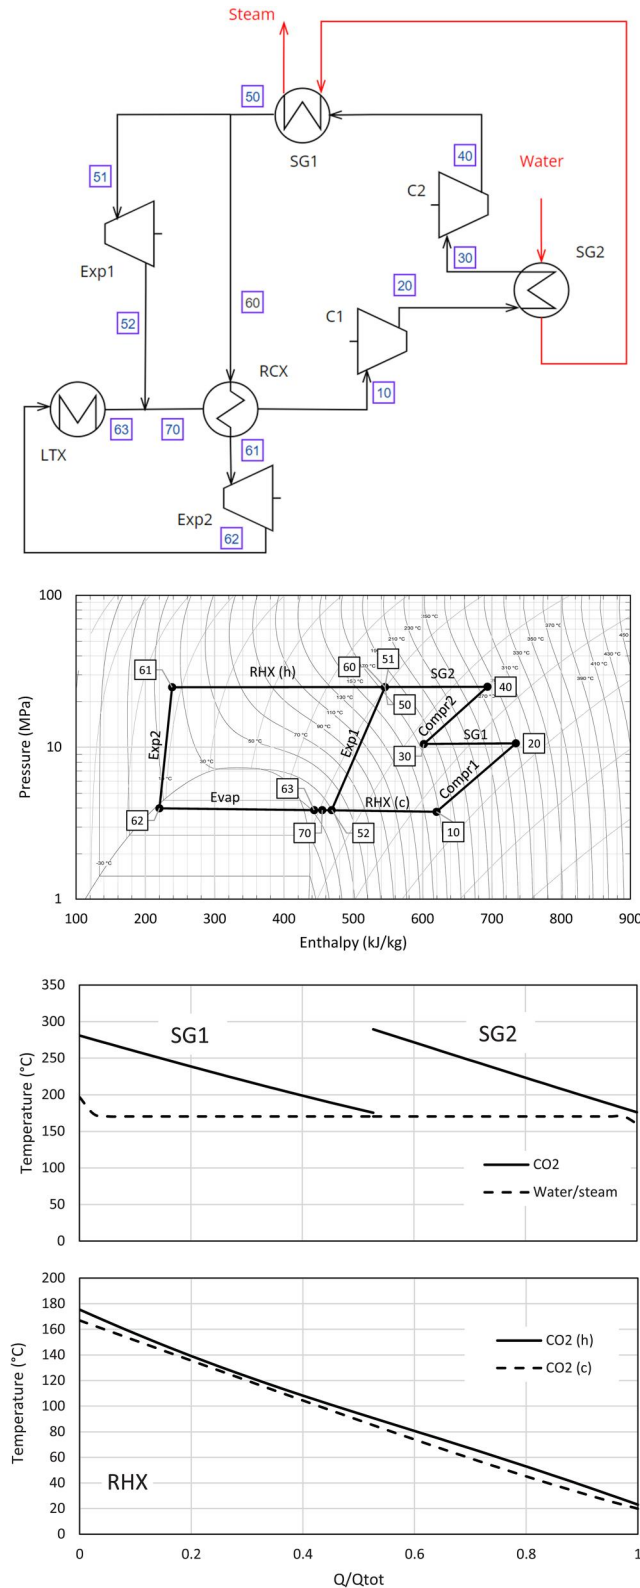 Steam
50
SG1
40
C2
Water
51
Exp1
30
SG2
20
C1
52
60
RCX
10
LTX
63
70
61
Exp2
62
100
10
1
Pressure (MPa)
100 200 300 400 500 600 700 800 900
Enthalpy (kJ/kg)
61
RHX (h)
60
51
SG2
40
50
Compr2
SG1
20
30
Exp2
Exp1
Compr1
Evap
63
RHX (c)
62
70
52
10
-30 °C
350
300
250
200
150
100
50
0
Temperature (°C)
SG1
SG2
CO2
Water/steam
200
180
160
140
120
100
80
60
40
20
0
Temperature (°C)
CO2 (h)
CO2 (c)
RHX
0 0.2 0.4 0.6 0.8 1
Q/Qtot